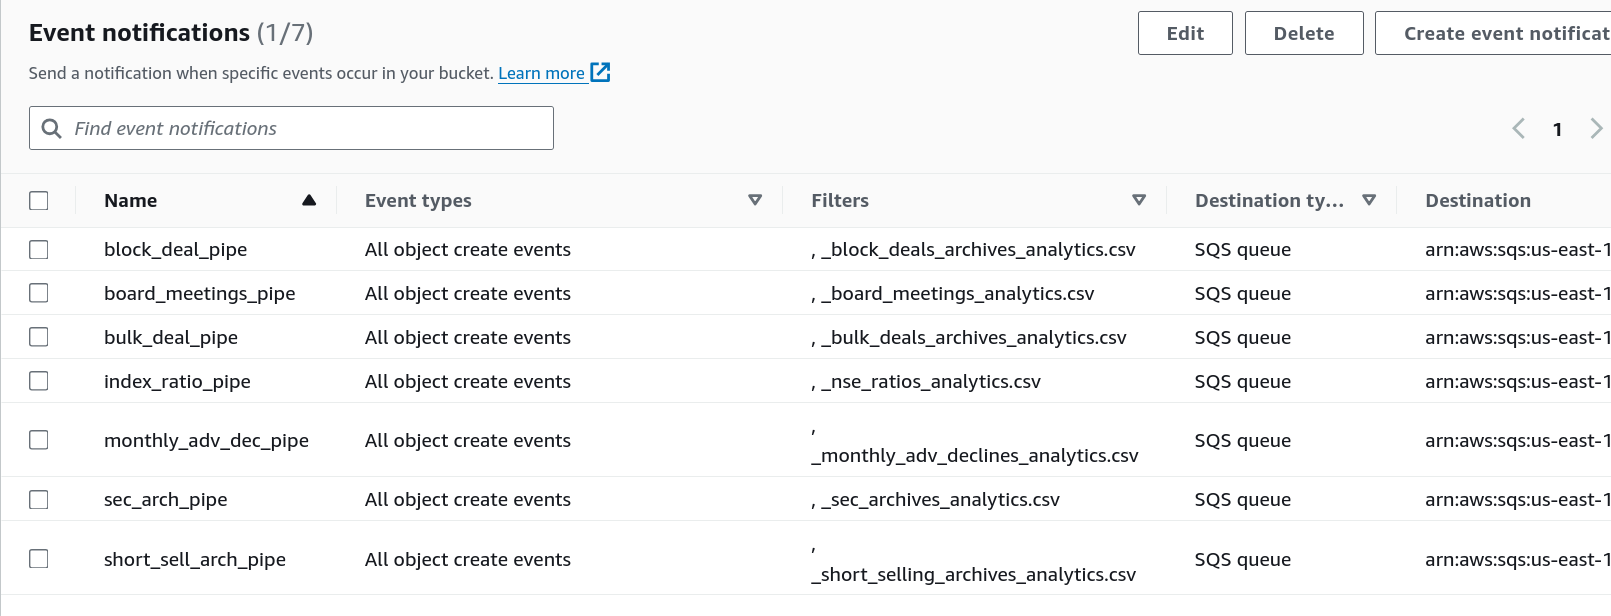 Event notifications (1/7)
Edit
Delete
Create event notificat
Send a notification when specific events occur in your bucket. Learn more
Find event notifications
1
Name Event types Filters Destination ty... Destination
block_deal_pipe All object create events , _block_deals_archives_analytics.csv SQS queue arn:aws:sqs:us-east-1
board_meetings_pipe All object create events , _board_meetings_analytics.csv SQS queue arn:aws:sqs:us-east-1
bulk_deal_pipe All object create events , _bulk_deals_archives_analytics.csv SQS queue arn:aws:sqs:us-east-1
index_ratio_pipe All object create events , _nse_ratios_analytics.csv SQS queue arn:aws:sqs:us-east-1
monthly_adv_dec_pipe All object create events ,
_monthly_adv_declines_analytics.csv SQS queue arn:aws:sqs:us-east-1
sec_arch_pipe All object create events , _sec_archives_analytics.csv SQS queue arn:aws:sqs:us-east-1
short_sell_arch_pipe All object create events ,
_short_selling_archives_analytics.csv SQS queue arn:aws:sqs:us-east-1